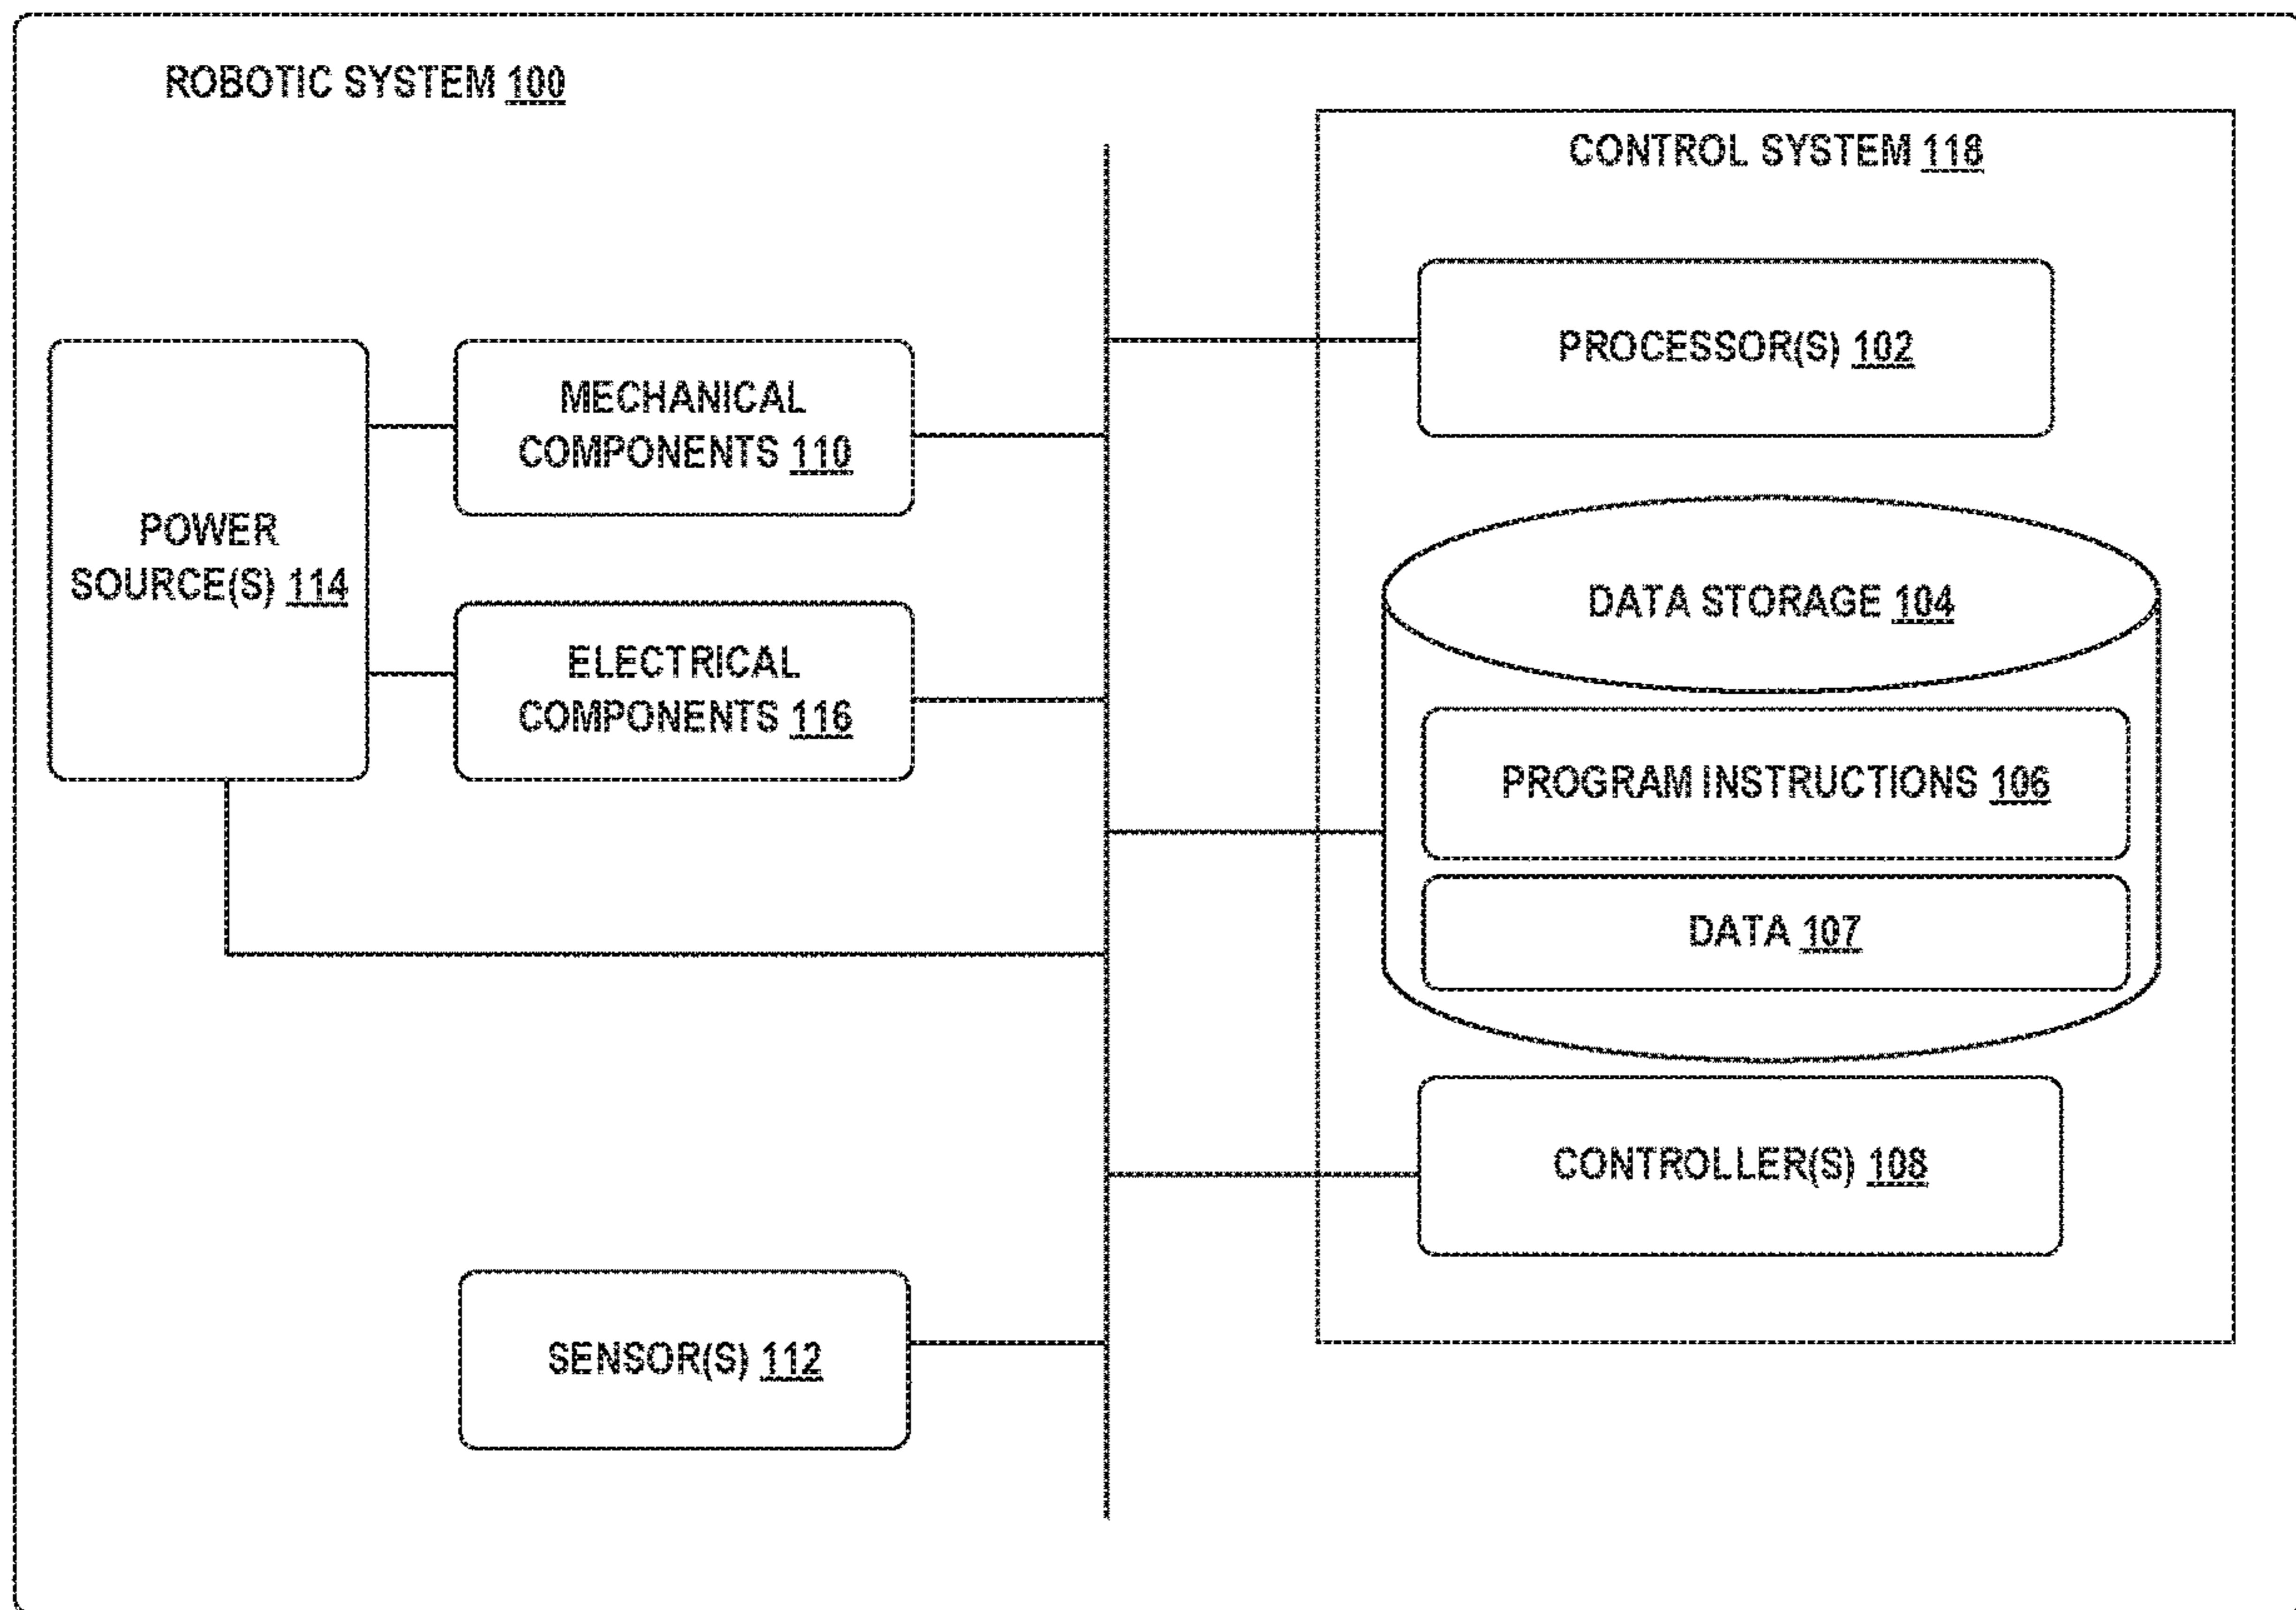 ROBOTIC SYSTEM 100
CONTROL SYSTEM 118
PROCESSOR(S) 102
MECHANICAL
COMPONENTS 110
POWER
SOURCE(S) 114
DATA STORAGE 104
ELECTRICAL
COMPONENTS 116
PROGRAM INSTRUCTIONS 106
DATA 107
CONTROLLER(S) 108
SENSOR(S) 112